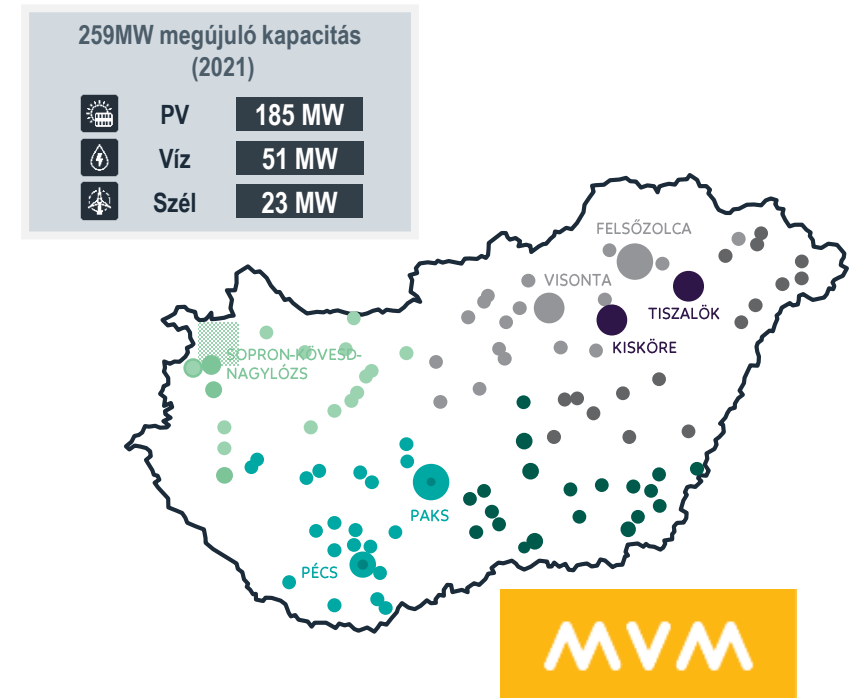 259MW megújuló kapacitás
(2021)
PV 185 MW
Víz 51 MW
Szél 23 MW
FELSŐZOLCA
VISONTA
TISZALÖK
KISKÖRE
SOPRON-KÖVESD-
NAGYLÓZS
PAKS
PÉCS
MVM